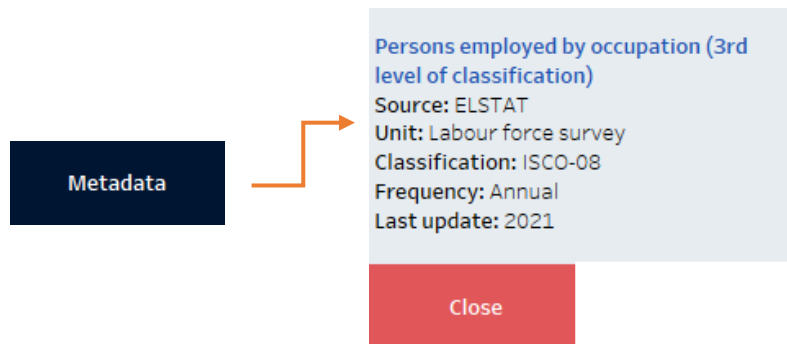 Metadata
Persons employed by occupation (3rd
level of classification)
Source: ELSTAT
Unit: Labour force survey
Classification: ISCO-08
Frequency: Annual
Last update: 2021
Close